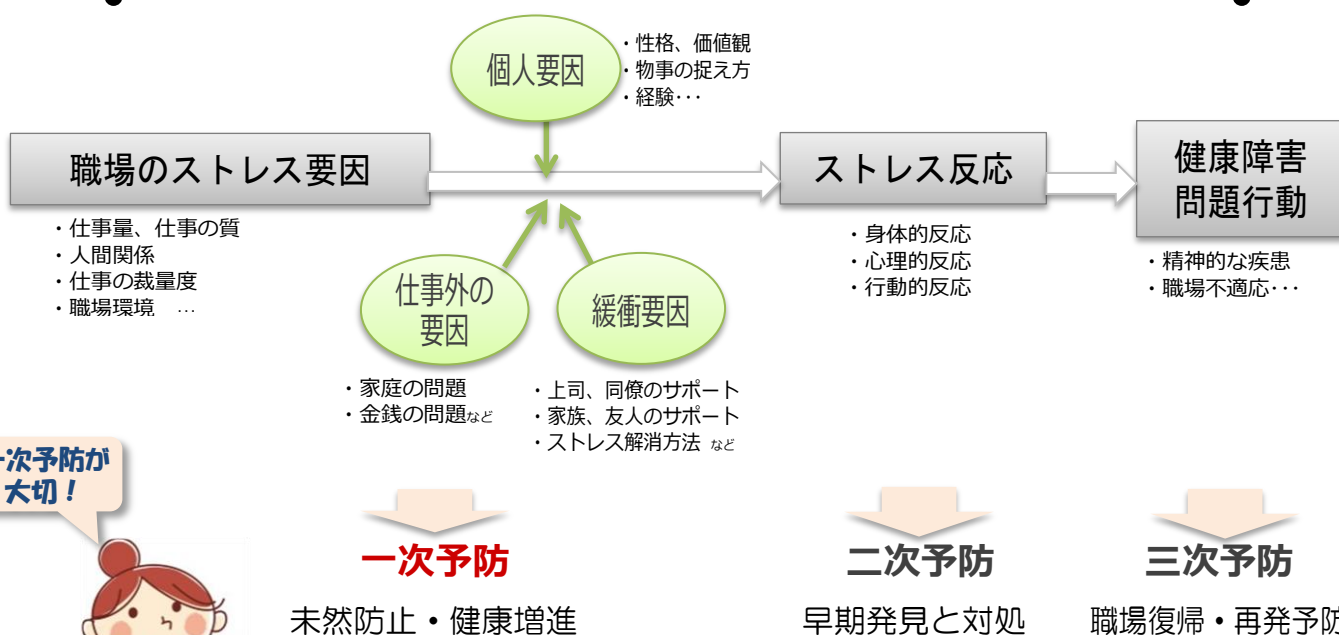 個人要因
・性格、価値観
・物事の捉え方
・経験･･･
職場のストレス要因
・仕事量、仕事の質
・人間関係
・仕事の裁量度
・職場環境 …
ストレス反応
・身体的反応
・心理的反応
・行動的反応
健康障害
問題行動
・精神的な疾患
・職場不適応･･･
仕事外の
要因
・家庭の問題
・金銭の問題など
緩衝要因
・上司、同僚のサポート
・家族、友人のサポート
・ストレス解消方法 など
一次予防が
大切！
一次予防
未然防止・健康増進
二次予防
早期発見と対処
三次予防
職場復帰・再発予防